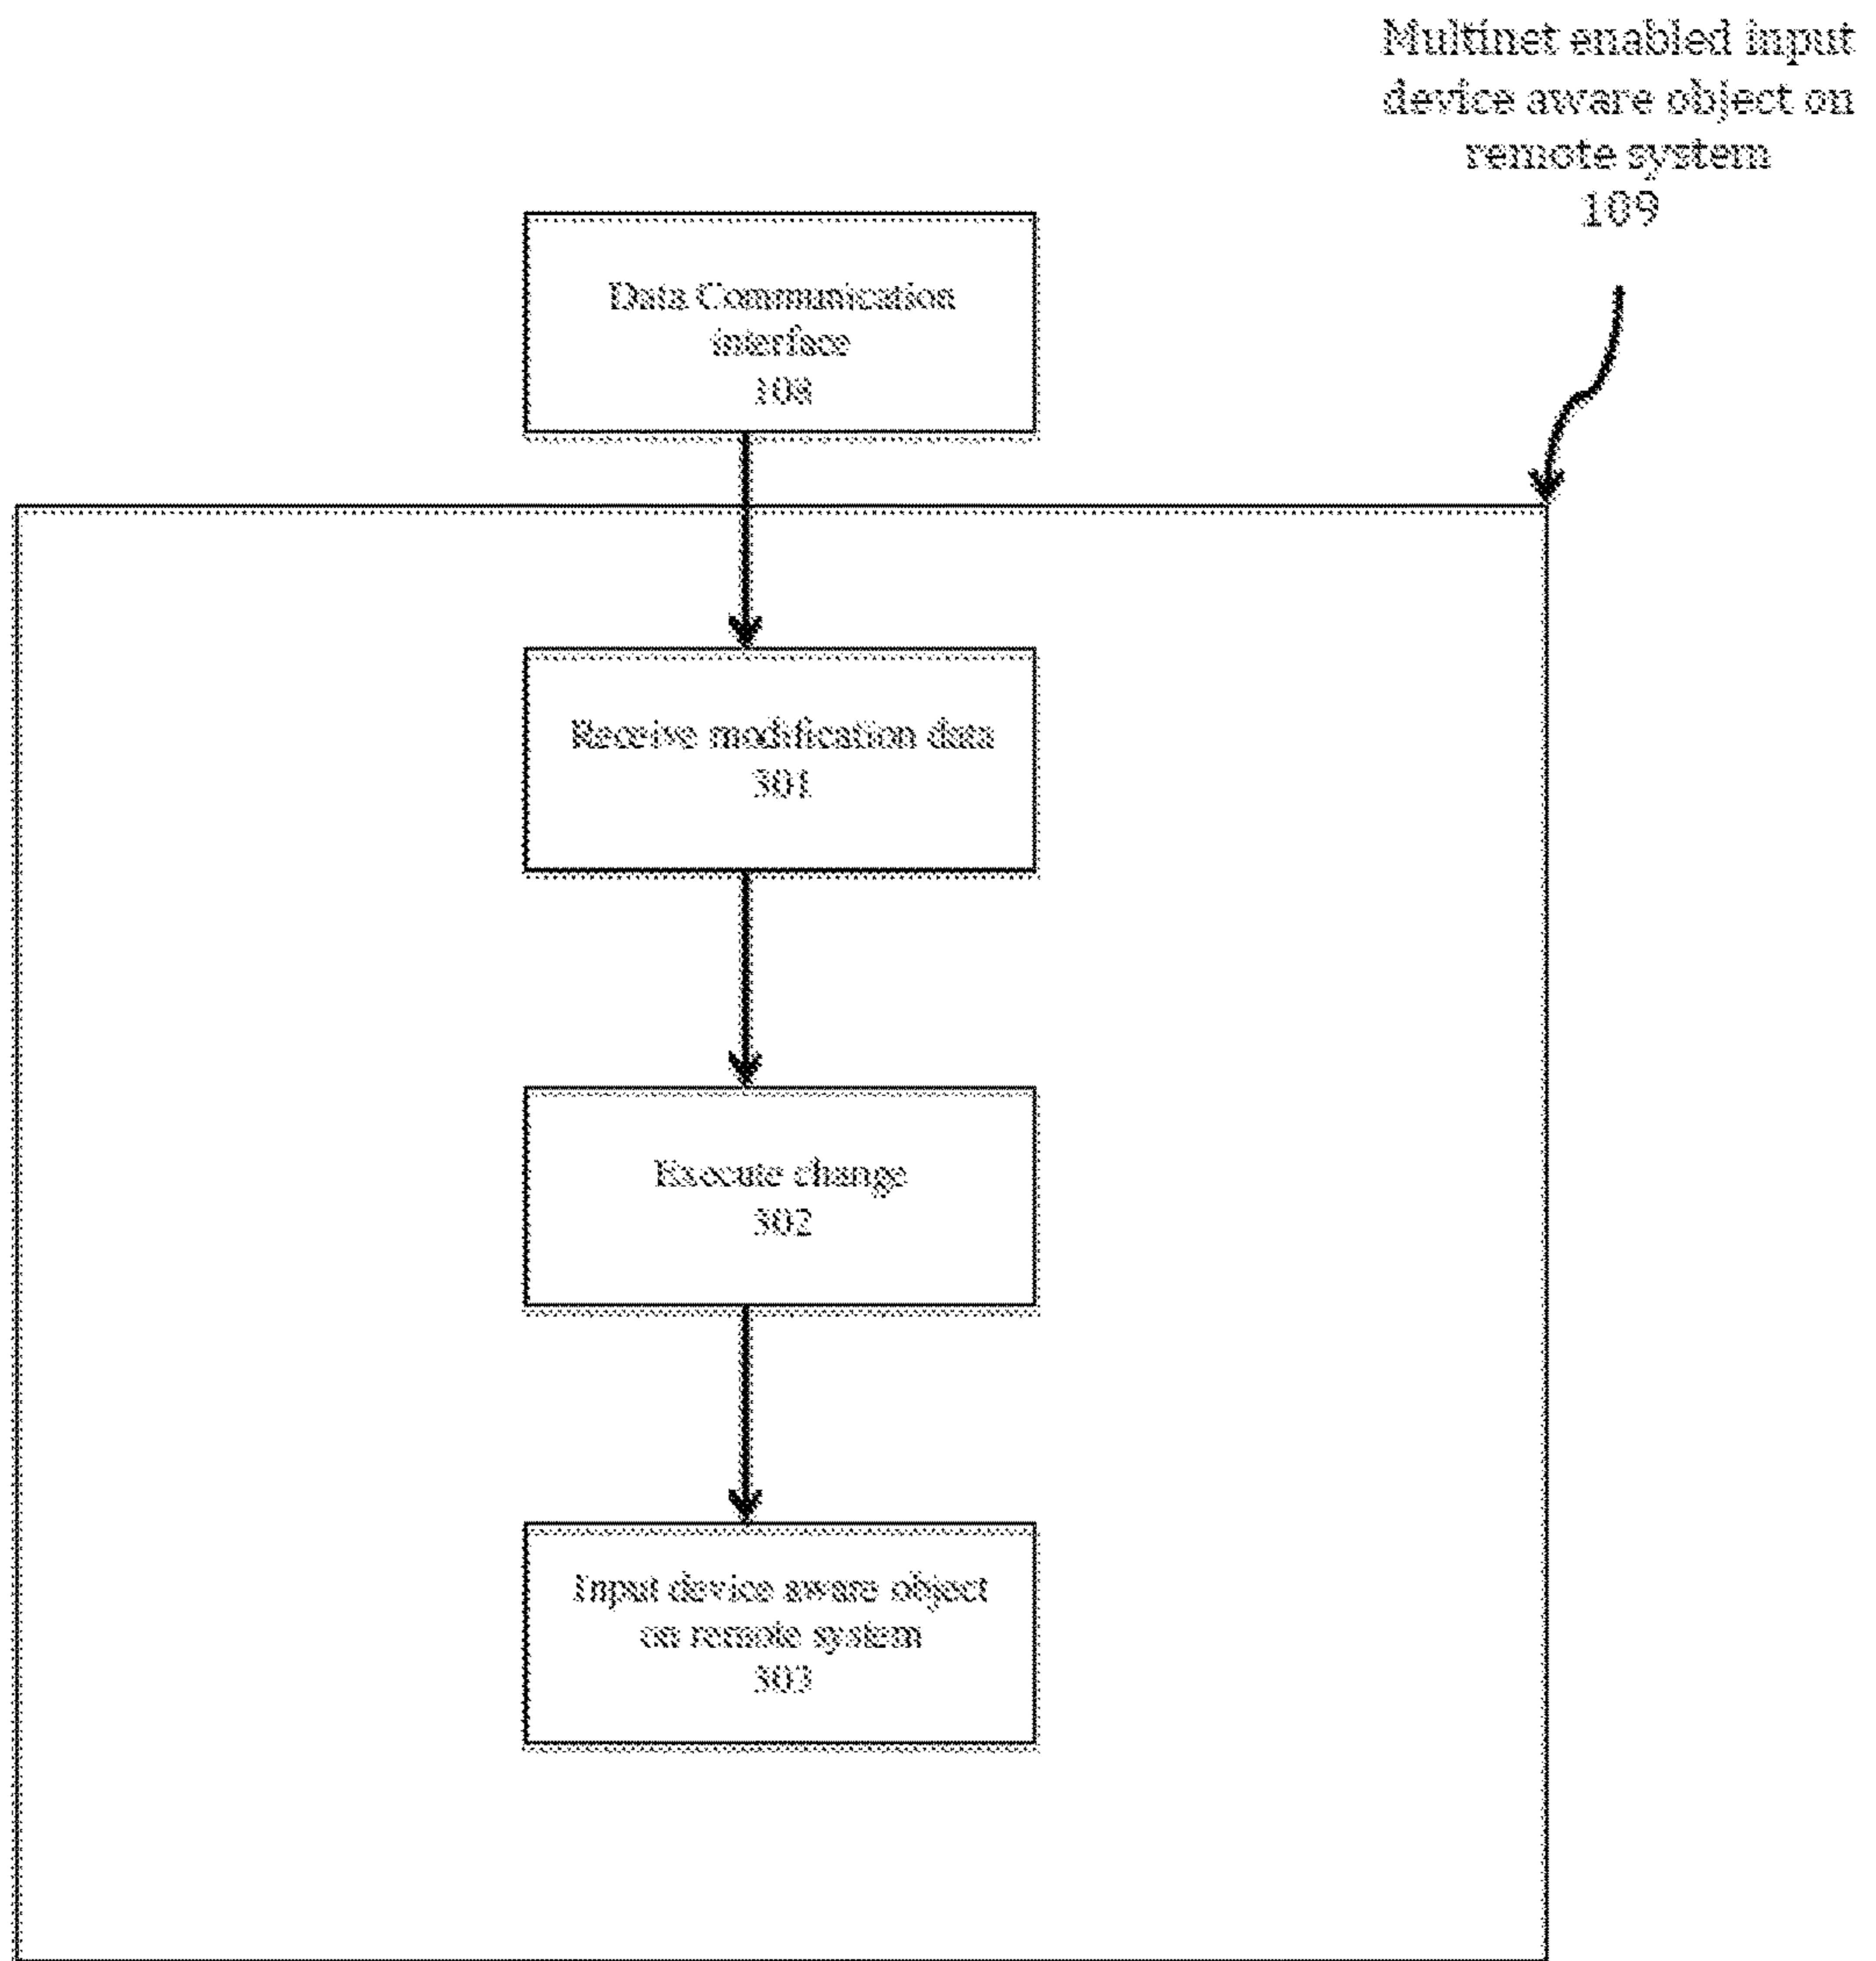 Multinet enabled input
device aware object on
remote system
109
Data Communication
interface
108
Receive modification data
301
Execute change
302
Input device aware object
on remote system
303